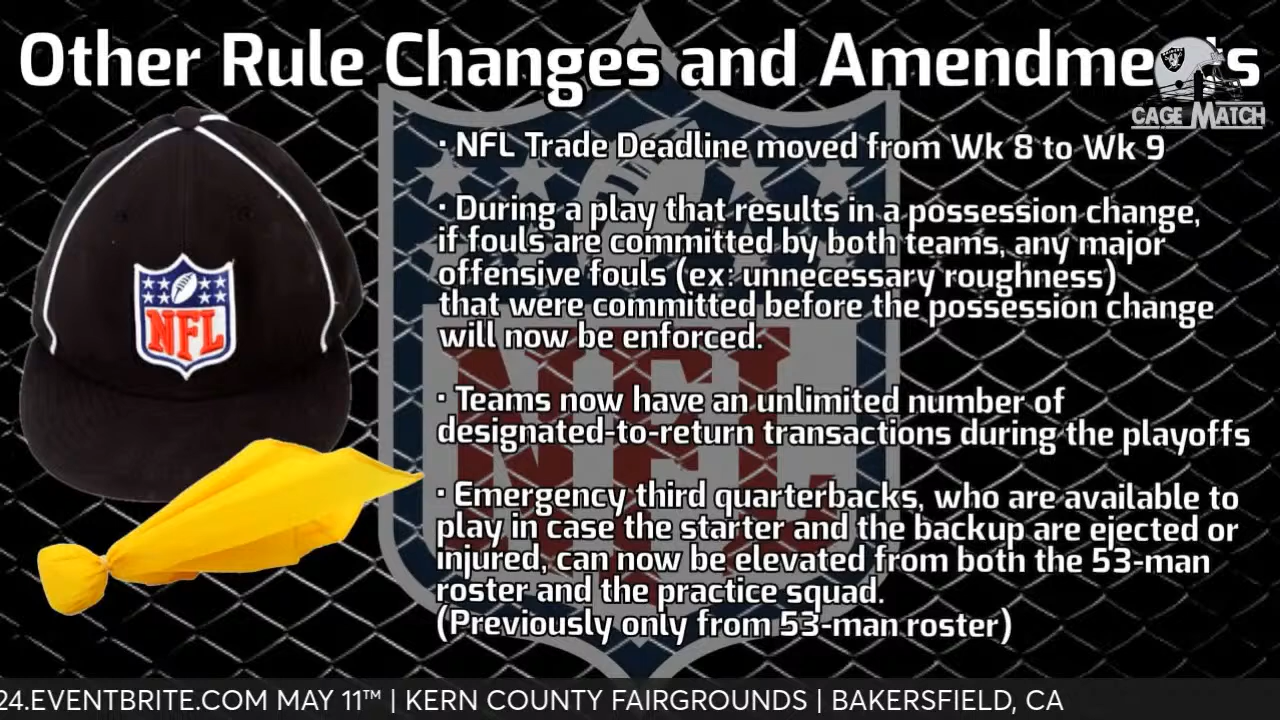 Other Rule Changes and Amendments
CAGE MATCH
· NFL Trade Deadline moved from Wk 8 to Wk 9
· During a play that results in a possession change,
if fouls are committed by both teams, any major
offensive fouls (ex: unnecessary roughness)
that were committed before the possession change
will now be enforced.
· Teams now have an unlimited number of
designated-to-return transactions during the playoffs
· Emergency third quarterbacks, who are available to
play in case the starter and the backup are ejected or
injured, can now be elevated from both the 53-man
roster and the practice squad.
(Previously only from 53-man roster)
NFL
NFL
24.EVENTBRITE.COM MAY 11™ | KERN COUNTY FAIRGROUNDS | BAKERSFIELD, CA